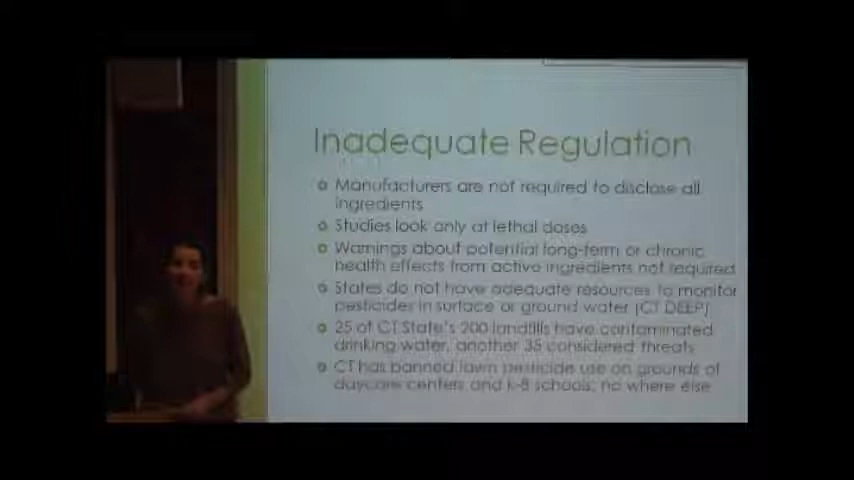 Inadequate Regulation
Manufacturers are not required to disclose all
ingredients
Studies look only at lethal doses
Warnings about potential long-term or chronic
health effects from active ingredients not required
States do not have adequate resources to monitor
pesticides in surface or ground water (CT DEEP)
25 of CT State's 200 landfills have contaminated
drinking water, another 35 considered threats
CT has banned lawn pesticide use on grounds of
daycare centers and k-8 schools; no where else